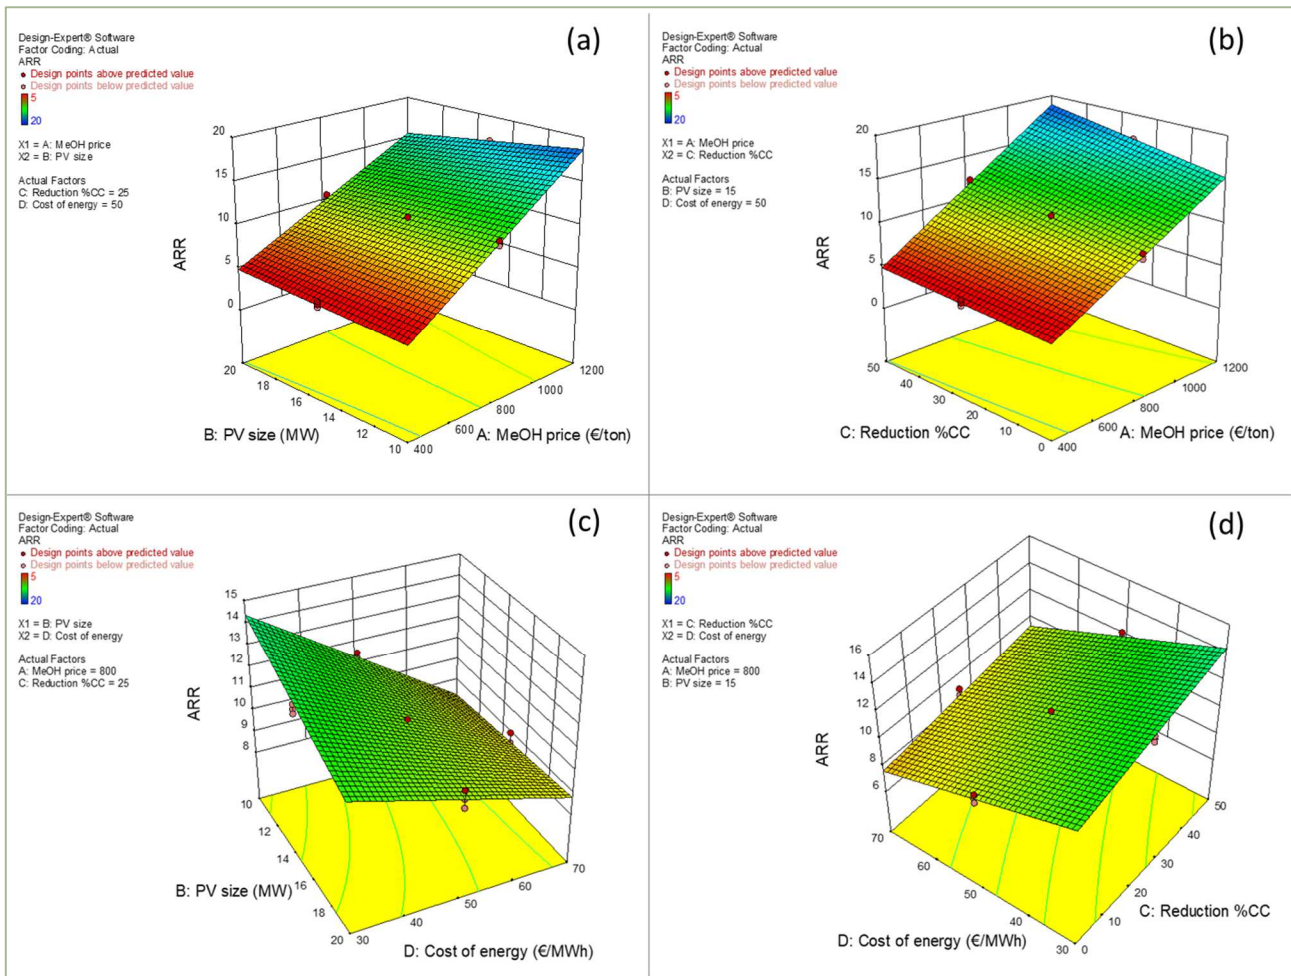 (a)
Design-Expert® Software
Factor Coding: Actual
ARR
Design points above predicted value
Design points below predicted value
5
20
X1 = A: MeOH price
X2 = B: PV size
Actual Factors
C: Reduction %CC = 25
D: Cost of energy = 50
20
15
10
5
0
ARR
20
18
16
14
12
10
B: PV size (MW)
400
600
800
1000
1200
A: MeOH price (€/ton)
(b)
Design-Expert® Software
Factor Coding: Actual
ARR
Design points above predicted value
Design points below predicted value
5
20
X1 = A: MeOH price
X2 = C: Reduction %CC
Actual Factors
B: PV size = 15
D: Cost of energy = 50
20
15
10
5
0
ARR
50
40
30
20
10
0
C: Reduction %CC
400
600
800
1000
1200
A: MeOH price (€/ton)
(c)
Design-Expert® Software
Factor Coding: Actual
ARR
Design points above predicted value
Design points below predicted value
5
20
X1 = B: PV size
X2 = D: Cost of energy
Actual Factors
A: MeOH price = 800
C: Reduction %CC = 25
15
14
13
12
11
10
9
8
ARR
10
12
14
16
18
20
B: PV size (MW)
30
40
50
60
70
D: Cost of energy (€/MWh)
(d)
Design-Expert® Software
Factor Coding: Actual
ARR
Design points above predicted value
Design points below predicted value
5
20
X1 = C: Reduction %CC
X2 = D: Cost of energy
Actual Factors
A: MeOH price = 800
B: PV size = 15
16
14
12
10
8
6
ARR
70
60
50
40
30
D: Cost of energy (€/MWh)
0
10
20
30
40
50
C: Reduction %CC